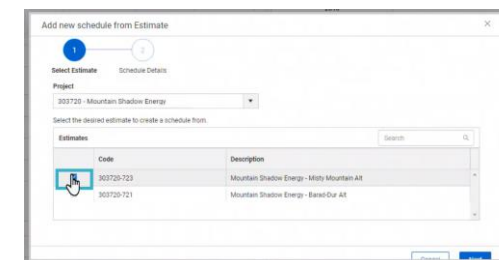 Add new schedule from Estimate
1
2
Select Estimate Schedule Details
Project
303720 - Mountain Shadow Energy
Select the desired estimate to create a schedule from.
Estimates Search
Code Description
303720-723 Mountain Shadow Energy - Misty Mountain Alt
303720-721 Mountain Shadow Energy - Barad-Dur Alt
Cancel Next